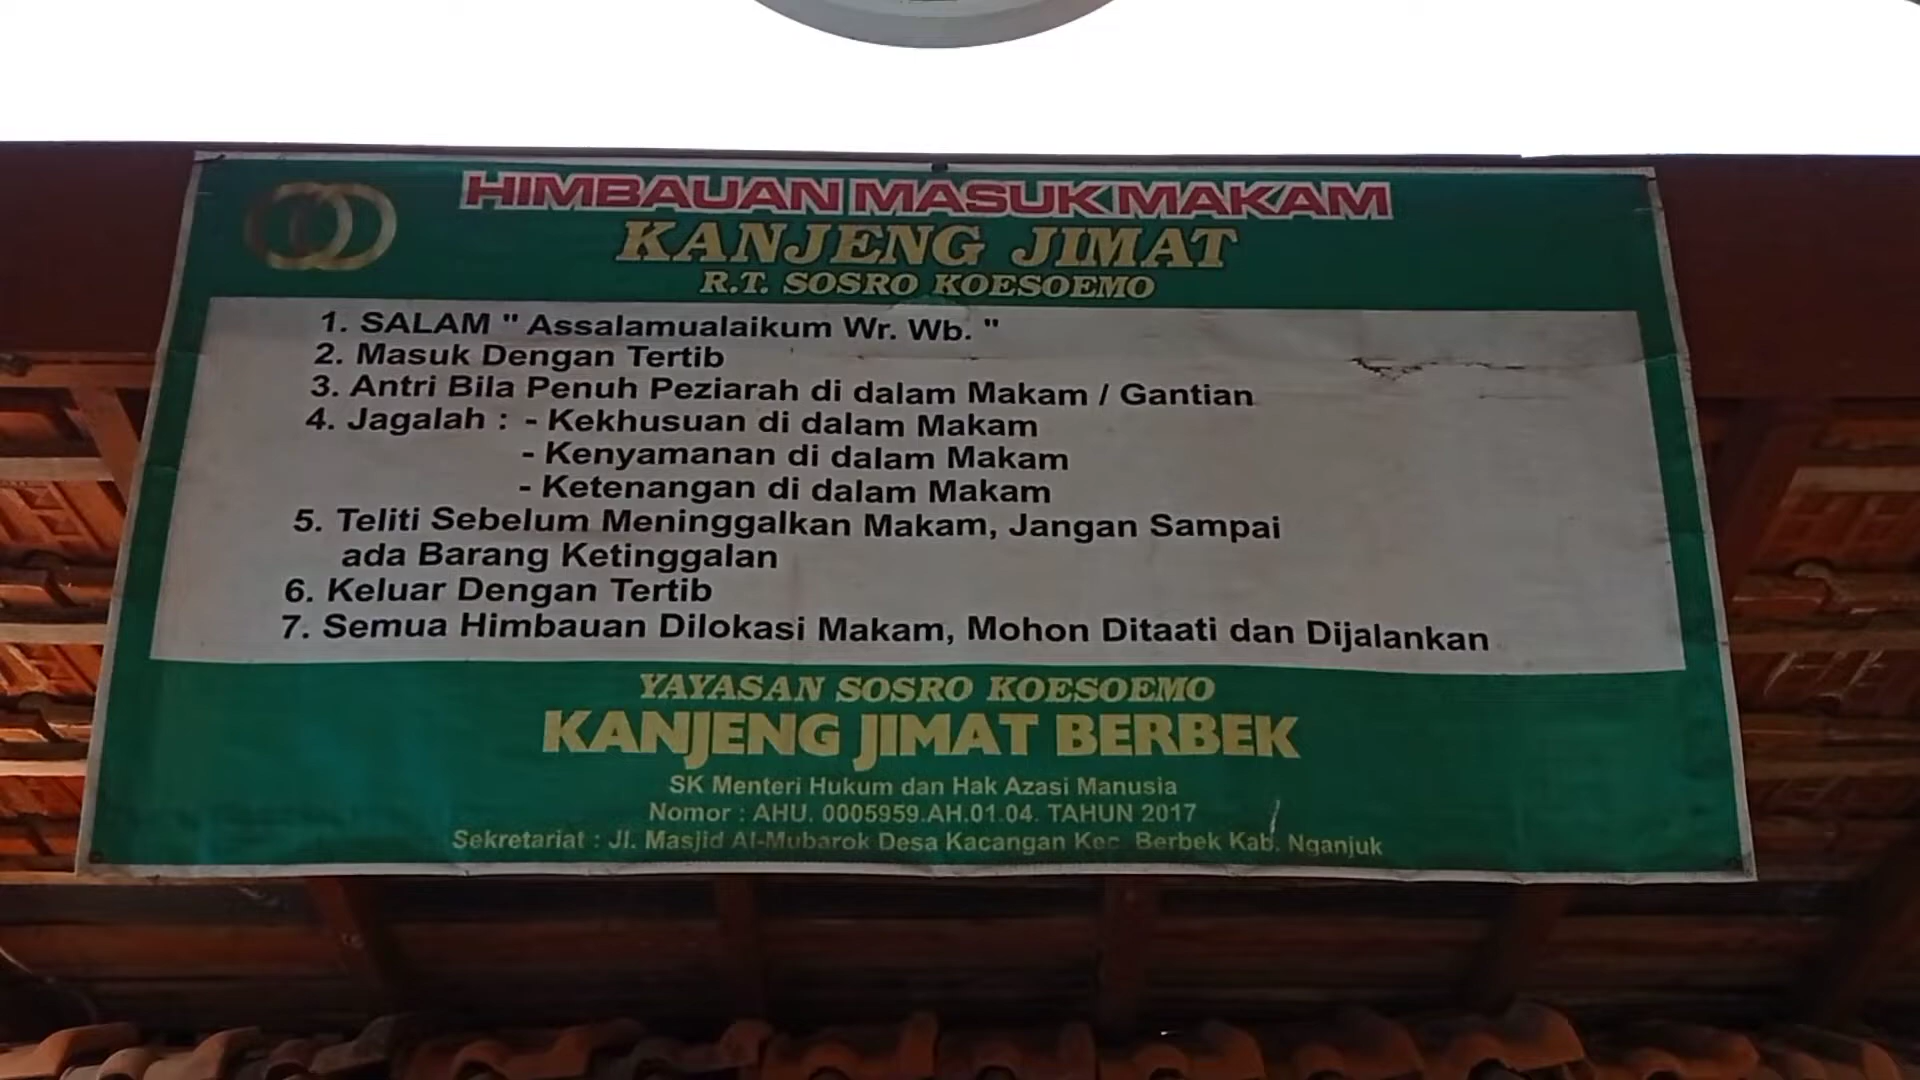 HIMBAUAN MASUK MAKAM
KANJENG JIMAT
R.T. SOSRO KOESOEMO
1. SALAM " Assalamualaikum Wr. Wb. "
2. Masuk Dengan Tertib
3. Antri Bila Penuh Peziarah di dalam Makam / Gantian
4. Jagalah : - Kekhusuan di dalam Makam
- Kenyamanan di dalam Makam
- Ketenangan di dalam Makam
5. Teliti Sebelum Meninggalkan Makam, Jangan Sampai
ada Barang Ketinggalan
6. Keluar Dengan Tertib
7. Semua Himbauan Dilokasi Makam, Mohon Ditaati dan Dijalankan
YAYASAN SOSRO KOESOEMO
KANJENG JIMAT BERBEK
SK Menteri Hukum dan Hak Azasi Manusia
Nomor : AHU. 0005959.AH.01.04. TAHUN 2017
Sekretariat : Jl. Masjid Al-Mubarok Desa Kacangan Kec. Berbek Kab. Nganjuk